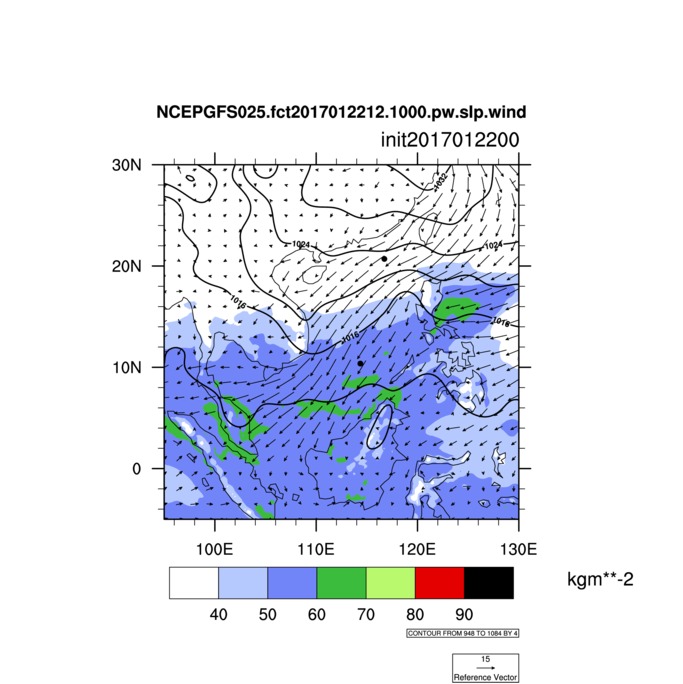 NCEPGFS025.fct2017012212.1000.pw.slp.wind
init2017012200
30N
20N
10N
0
1032
1024
1024
1016
1016
1016
100E
110E
120E
130E
kgm**-2
40
50
60
70
80
90
CONTOUR FROM 948 TO 1084 BY 4
15
Reference Vector